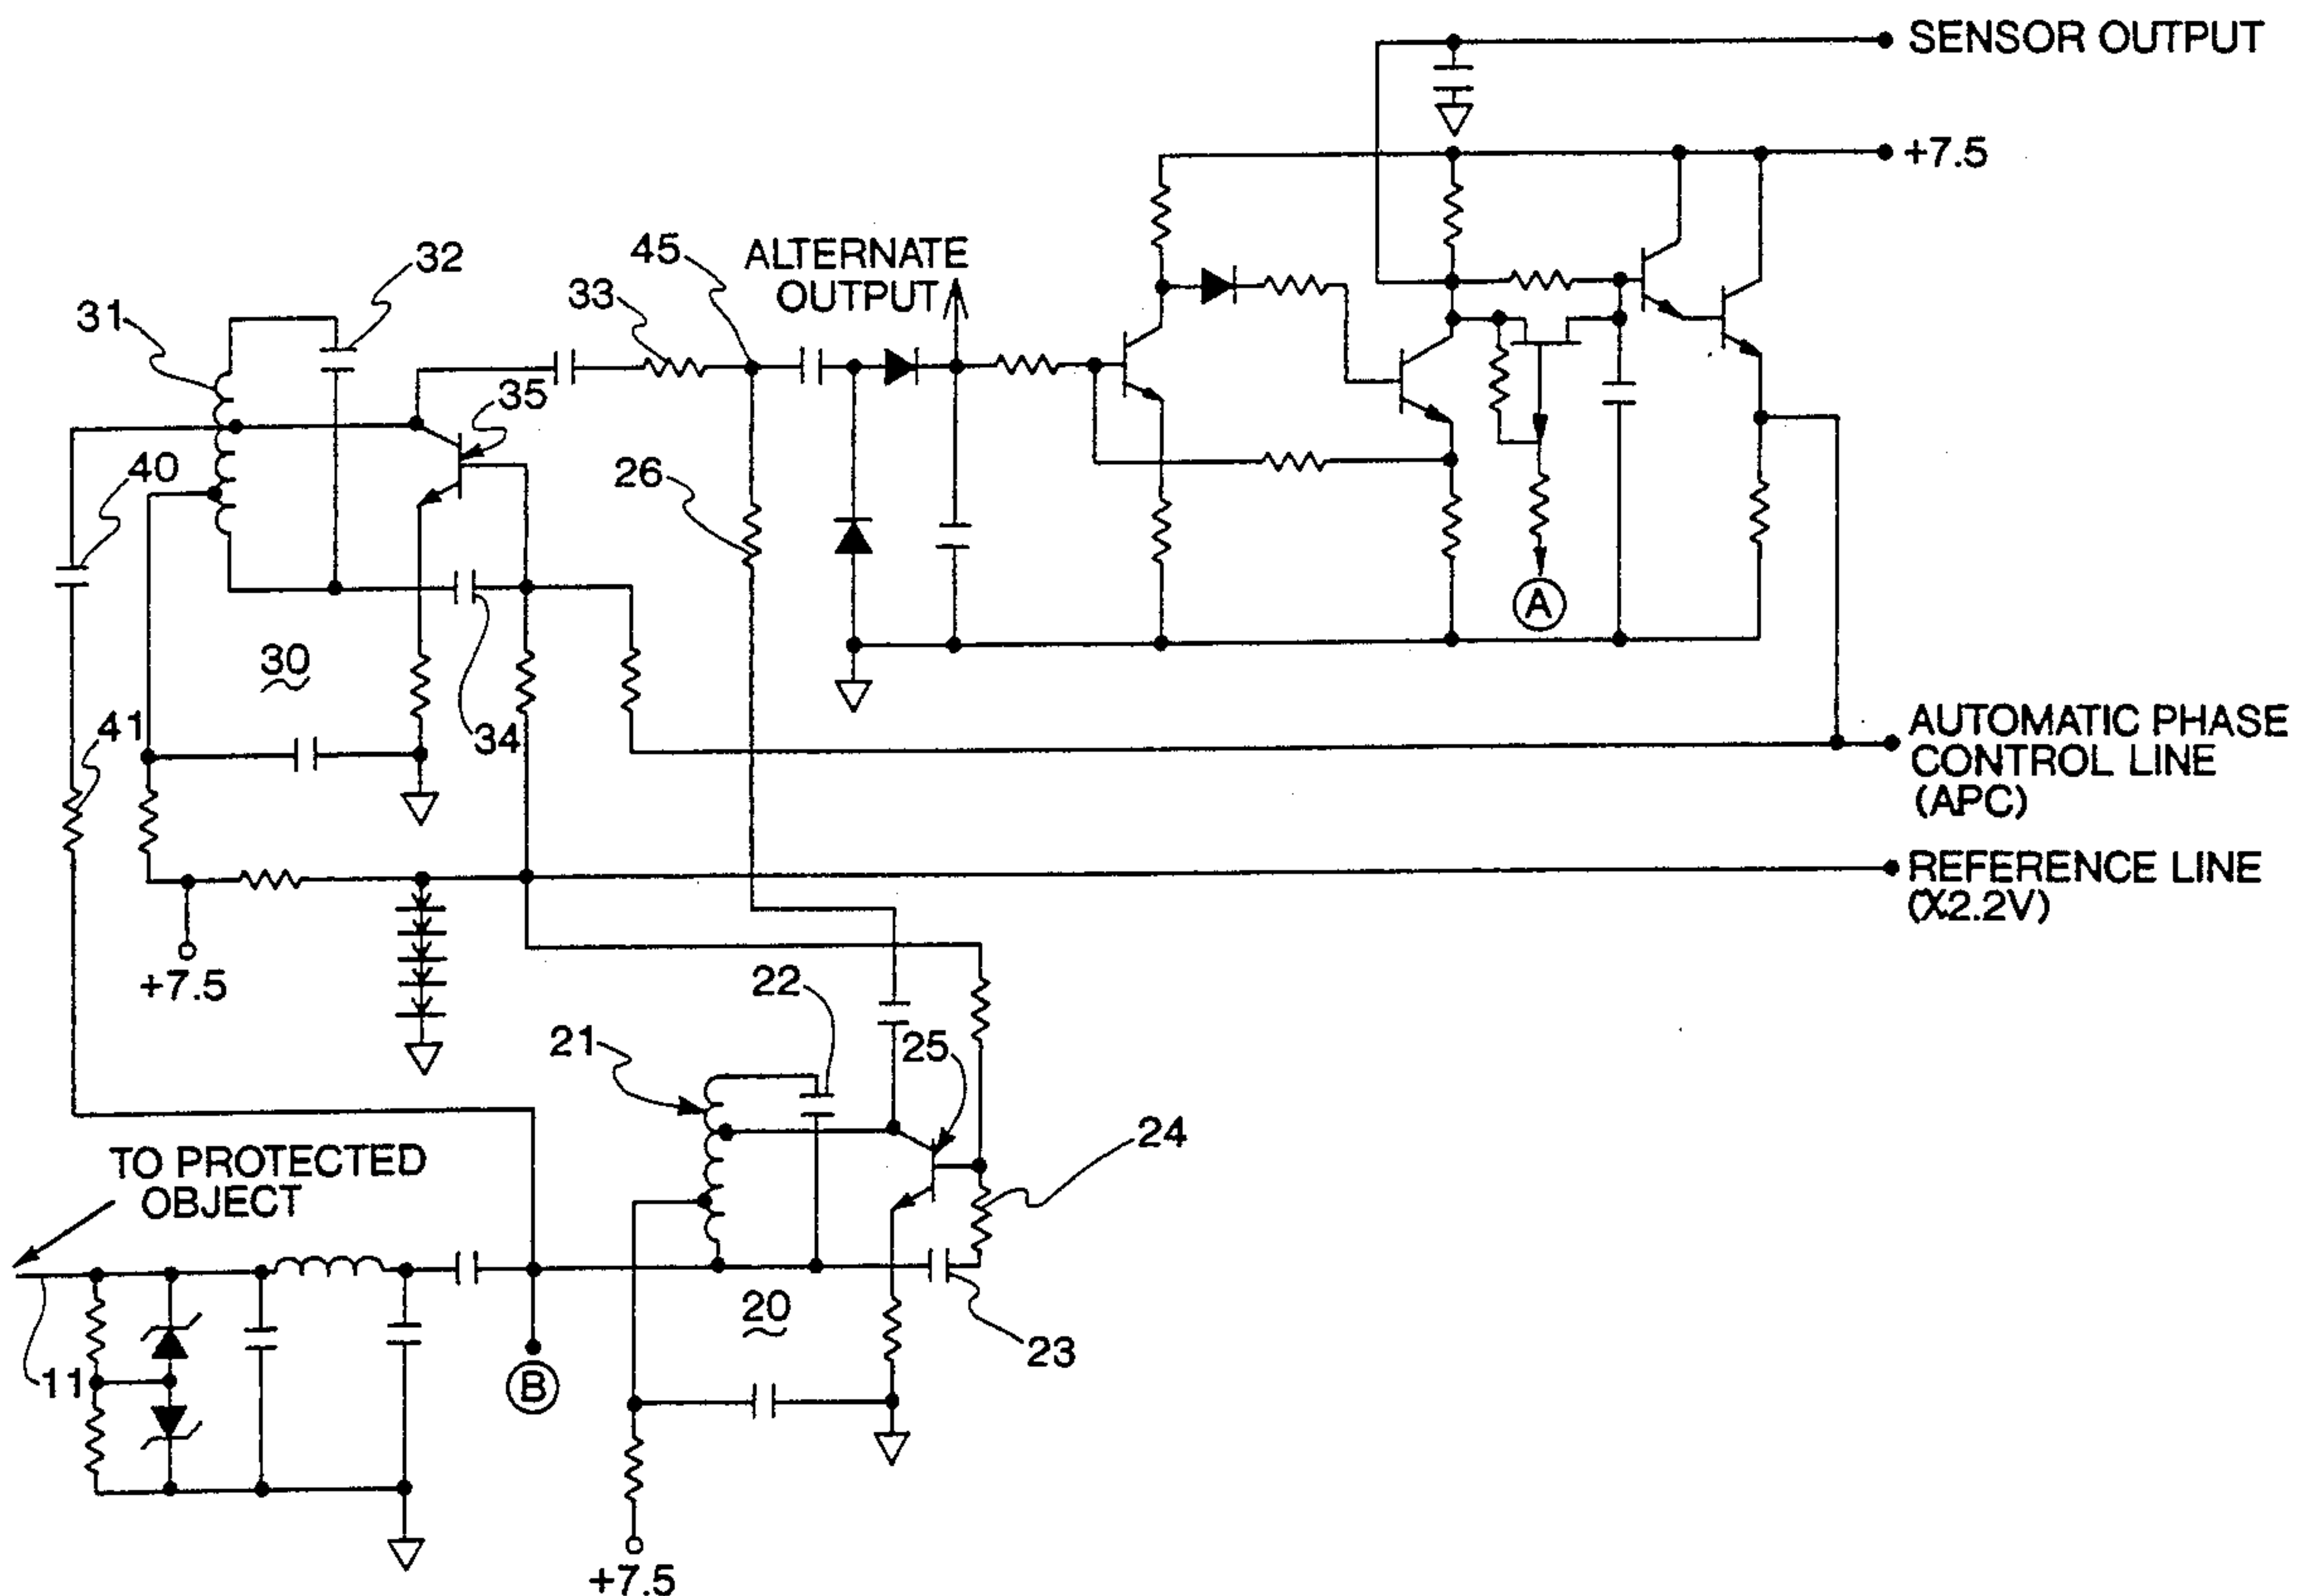 SENSOR OUTPUT
+7.5
ALTERNATE
OUTPUT
45
32
33
31
35
40
26
A
30
34
41
AUTOMATIC PHASE
CONTROL LINE
(APC)
REFERENCE LINE
(X2.2V)
+7.5
22
21
25
24
TO PROTECTED
OBJECT
20
23
11
B
+7.5